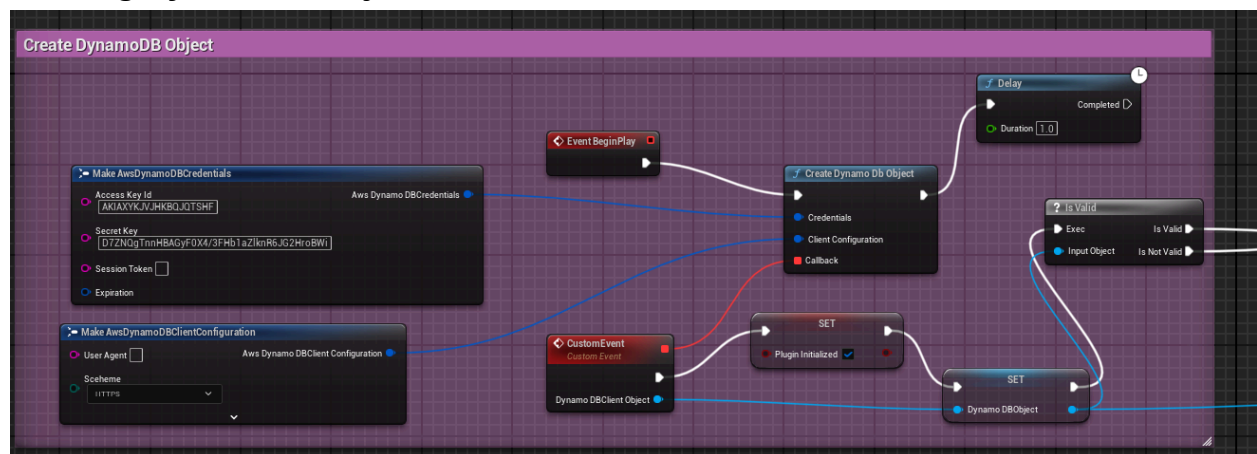 Create DynamoDB Object
Delay
Completed
Duration 1.0
Event BeginPlay
Make AwsDynamoDBCredentials
Access Key Id
AKIAXYKJVJHKBQJQTSHF
Aws Dynamo DBCredentials
Secret Key
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
Session Token
Expiration
Create Dynamo Db Object
Credentials
Client Configuration
Callback
? Is Valid
Exec
Is Valid
Input Object
Is Not Valid
Make AwsDynamoDBClientConfiguration
User Agent
Aws Dynamo DBClient Configuration
Sceheme
HTTPS
CustomEvent
Custom Event
Dynamo DBClient Object
SET
Plugin Initialized
SET
Dynamo DBObject